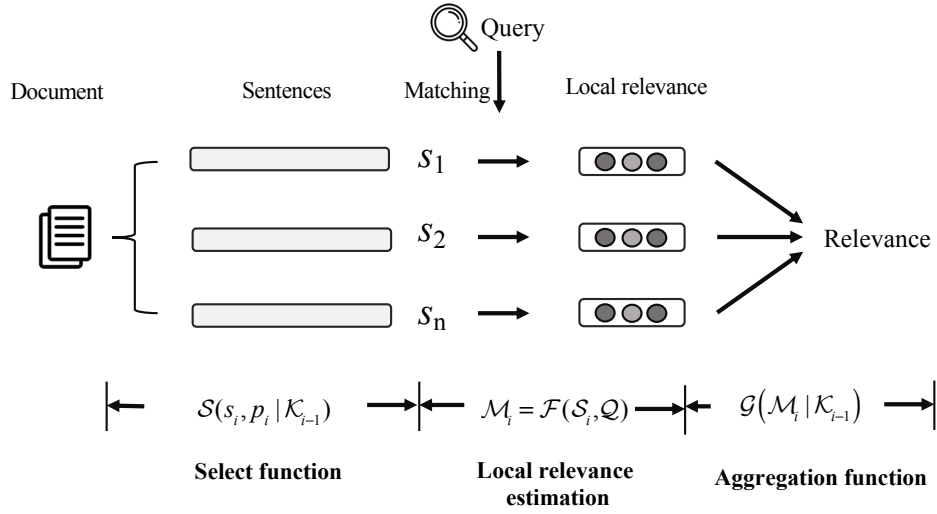 Query
Document
Sentences
Matching
Local relevance
s₁
s₂
sₙ
Relevance
𝒮(sᵢ, pᵢ | 𝒦ᵢ₋₁)
ℳᵢ = ℱ(𝒮ᵢ, 𝒬)
𝒢(ℳᵢ | 𝒦ᵢ₋₁)
Select function
Local relevance
estimation
Aggregation function